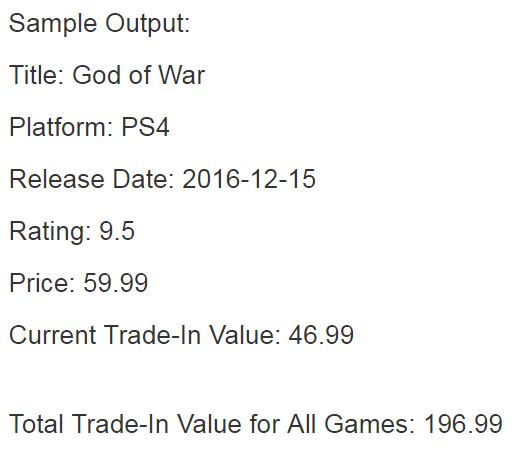 Sample Output:
Title: God of War
Platform: PS4
Release Date: 2016-12-15
Rating: 9.5
Price: 59.99
Current Trade-In Value: 46.99
Total Trade-In Value for All Games: 196.99